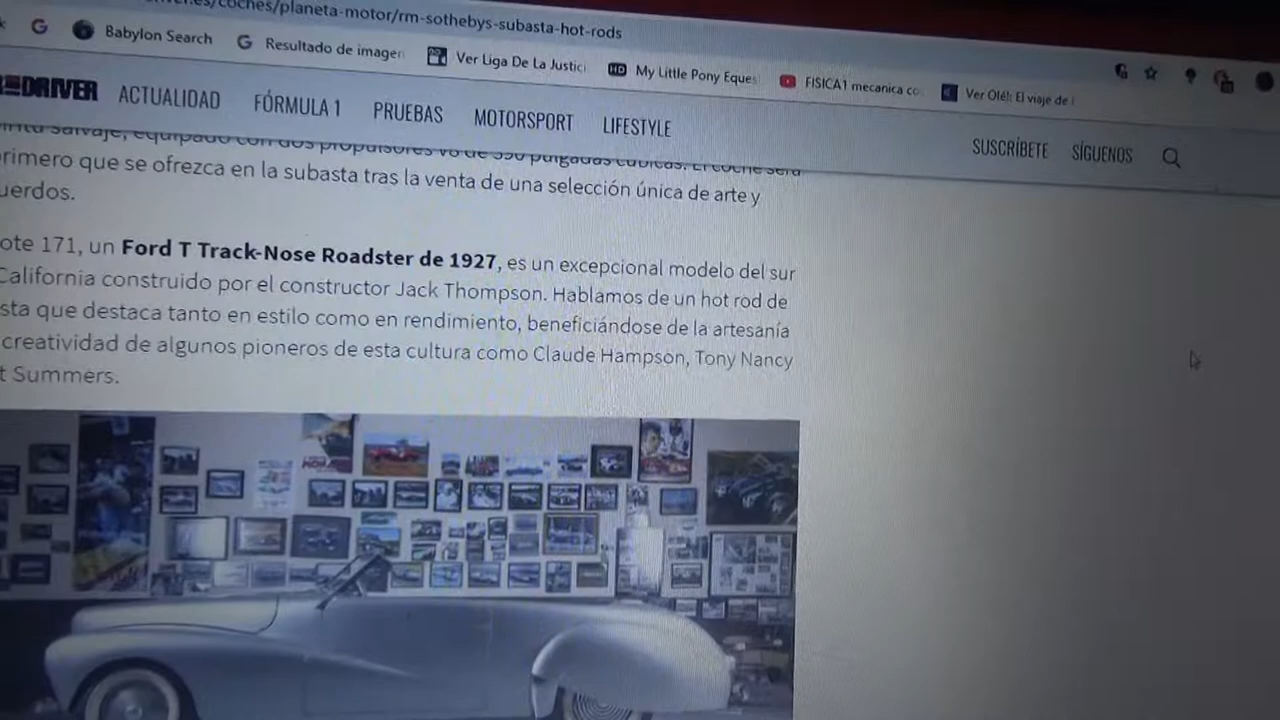 /coches/planeta-motor/rm-sothebys-subasta-hot-rods
Babylon Search
Resultado de imagen
Ver Liga De La Justici
HD
My Little Pony Eques
FISICA1 mecanica co
Ver Olé!: El viaje de
DRIVER
ACTUALIDAD
FÓRMULA 1
PRUEBAS
MOTORSPORT
LIFESTYLE
SUSCRÍBETE
SÍGUENOS
salvaje, equipado con dos propulsores V8 de 390 pulgadas cúbicas. El coche será
primero que se ofrezca en la subasta tras la venta de una selección única de arte y
uerdos.
ote 171, un Ford T Track-Nose Roadster de 1927, es un excepcional modelo del sur
California construido por el constructor Jack Thompson. Hablamos de un hot rod de
sta que destaca tanto en estilo como en rendimiento, beneficiándose de la artesanía
creatividad de algunos pioneros de esta cultura como Claude Hampson, Tony Nancy
t Summers.